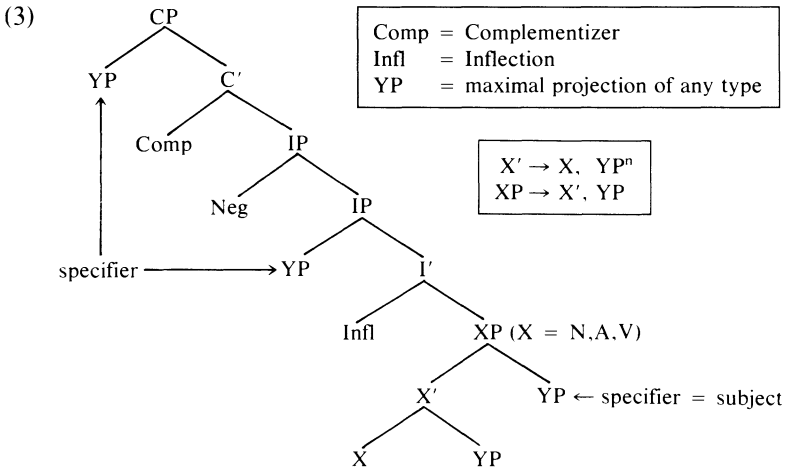 (3)
CP
YP C′
Comp IP
Neg IP
specifier YP I′
Infl XP (X = N,A,V)
X′ YP ← specifier = subject
X YP
Comp = Complementizer
Infl = Inflection
YP = maximal projection of any type
X′ → X, YPⁿ
XP → X′, YP